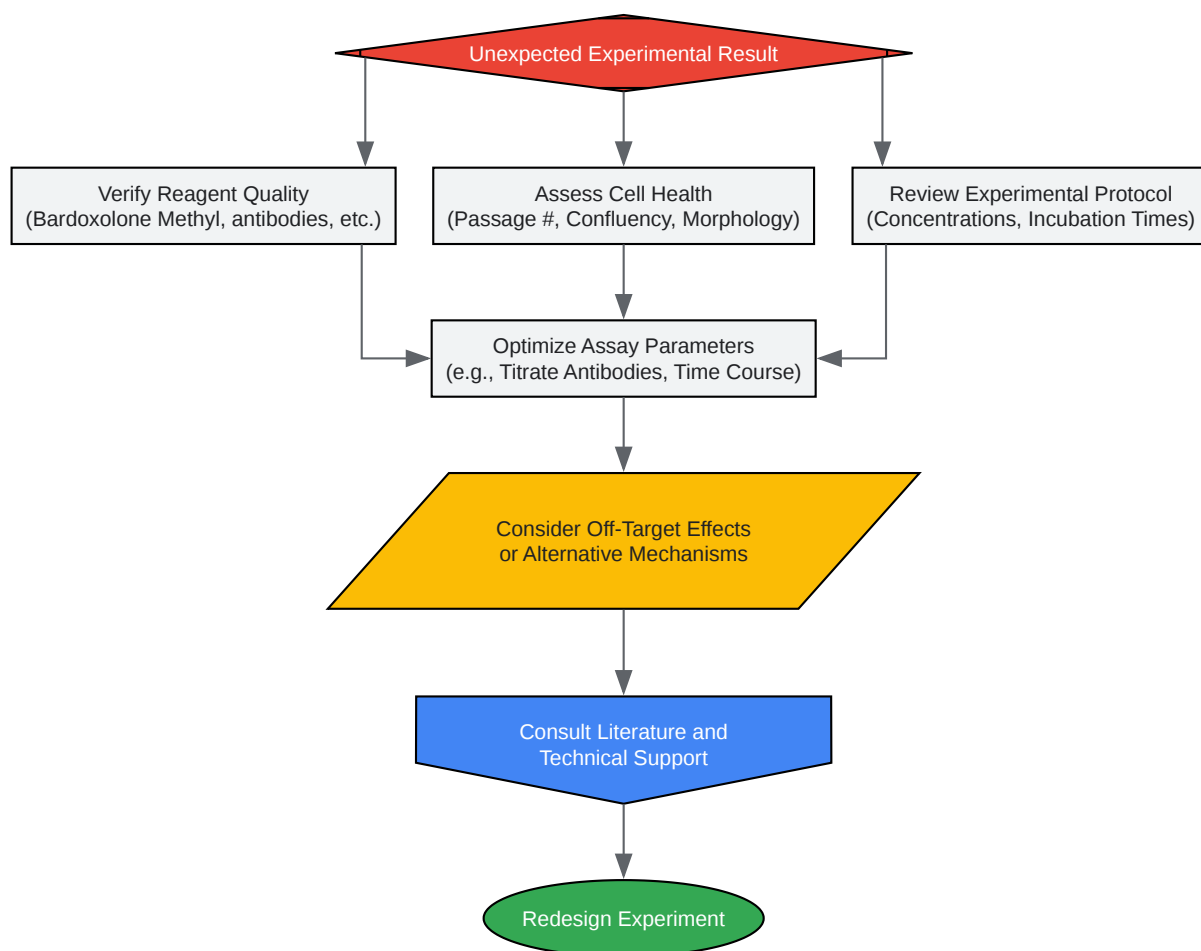 Unexpected Experimental Result
Verify Reagent Quality
(Bardoxolone Methyl, antibodies, etc.)
Assess Cell Health
(Passage #, Confluency, Morphology)
Review Experimental Protocol
(Concentrations, Incubation Times)
Optimize Assay Parameters
(e.g., Titrate Antibodies, Time Course)
Consider Off-Target Effects
or Alternative Mechanisms
Consult Literature and
Technical Support
Redesign Experiment